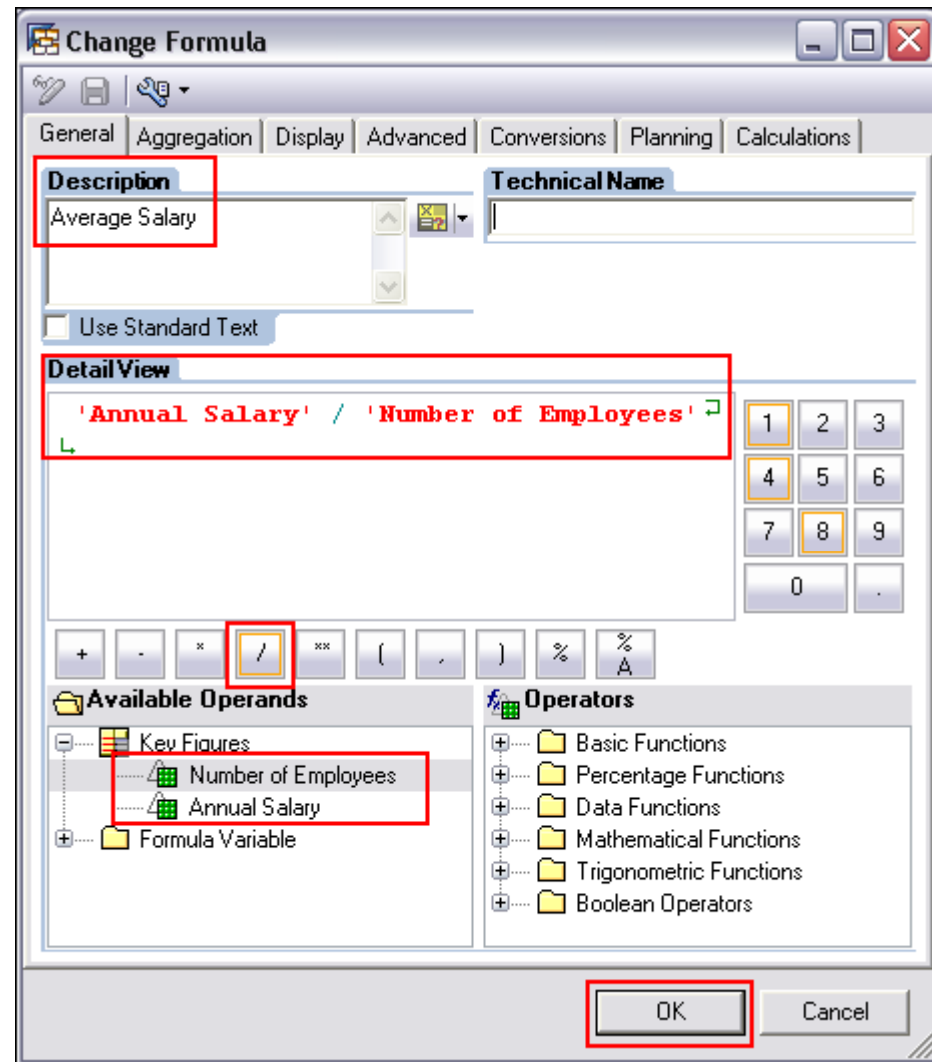 Change Formula
General Aggregation Display Advanced Conversions Planning Calculations
Description
Technical Name
Average Salary
Use Standard Text
Detail View
'Annual Salary' / 'Number of Employees'
1 2 3
4 5 6
7 8 9
0 .
+ - * / ** ( , ) % % A
Available Operands
Operators
Key Figures
Number of Employees
Annual Salary
Formula Variable
Basic Functions
Percentage Functions
Data Functions
Mathematical Functions
Trigonometric Functions
Boolean Operators
OK Cancel